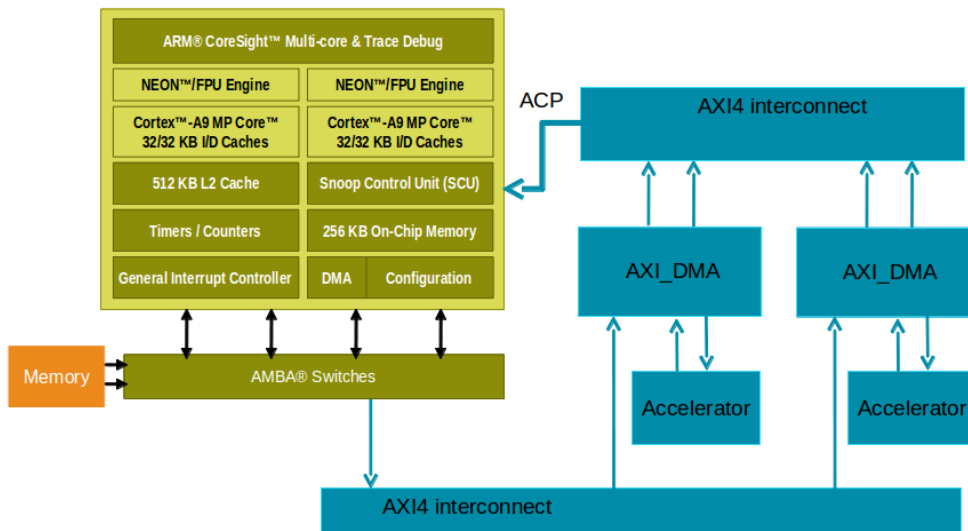 ARM® CoreSight™ Multi-core & Trace Debug
NEON™/FPU Engine
NEON™/FPU Engine
Cortex™-A9 MP Core™
32/32 KB I/D Caches
Cortex™-A9 MP Core™
32/32 KB I/D Caches
512 KB L2 Cache
Snoop Control Unit (SCU)
Timers / Counters
256 KB On-Chip Memory
General Interrupt Controller
DMA
Configuration
Memory
AMBA® Switches
ACP
AXI4 interconnect
AXI_DMA
AXI_DMA
Accelerator
Accelerator
AXI4 interconnect